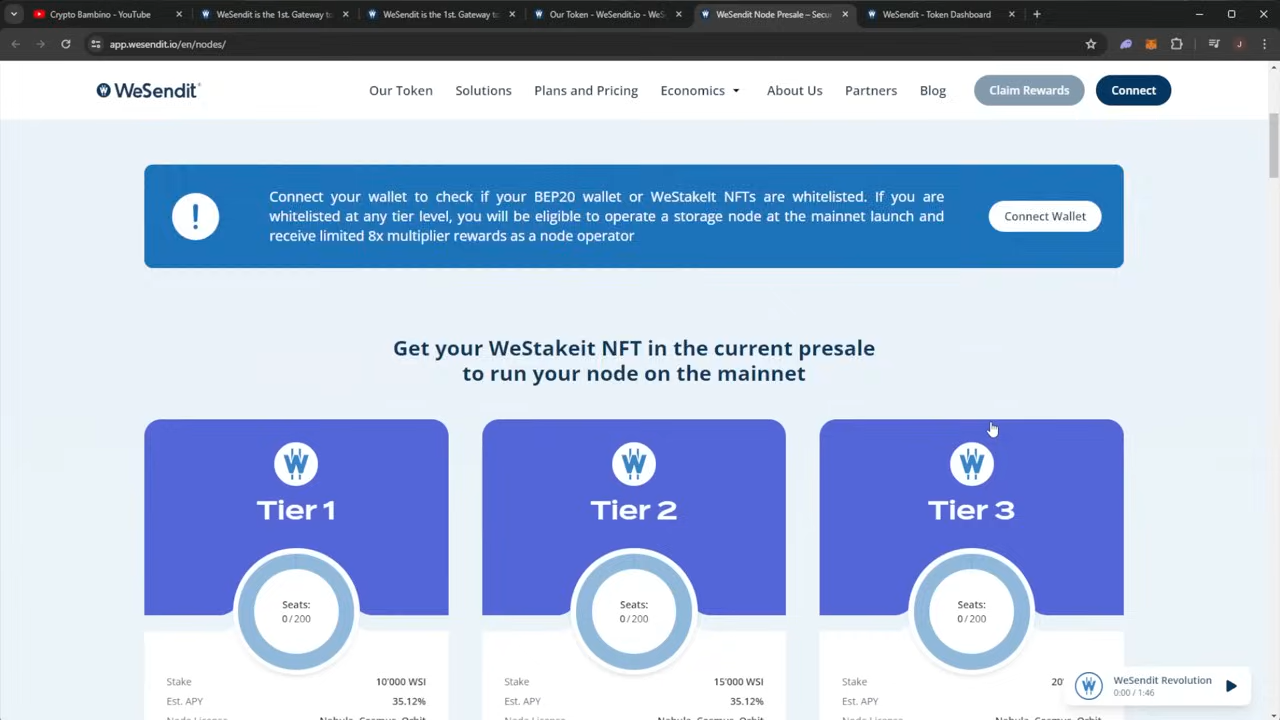 Crypto Bambino - YouTube
WeSendit is the 1st. Gateway to
WeSendit is the 1st. Gateway to
Our Token - WeSendit.io - WeS
WeSendit Node Presale – Secu
WeSendit - Token Dashboard
app.wesendit.io/en/nodes/
J
WeSendit®
Our Token
Solutions
Plans and Pricing
Economics
About Us
Partners
Blog
Claim Rewards
Connect
Connect your wallet to check if your BEP20 wallet or WeStakeIt NFTs are whitelisted. If you are
whitelisted at any tier level, you will be eligible to operate a storage node at the mainnet launch and
receive limited 8x multiplier rewards as a node operator
Connect Wallet
Get your WeStakeit NFT in the current presale
to run your node on the mainnet
Tier 1
Seats:
0 / 200
Stake 10'000 WSI
Est. APY 35.12%
Tier 2
Seats:
0 / 200
Stake 15'000 WSI
Est. APY 35.12%
Tier 3
Seats:
0 / 200
Stake 20'
Est. APY
WeSendit Revolution
0:00 / 1:46